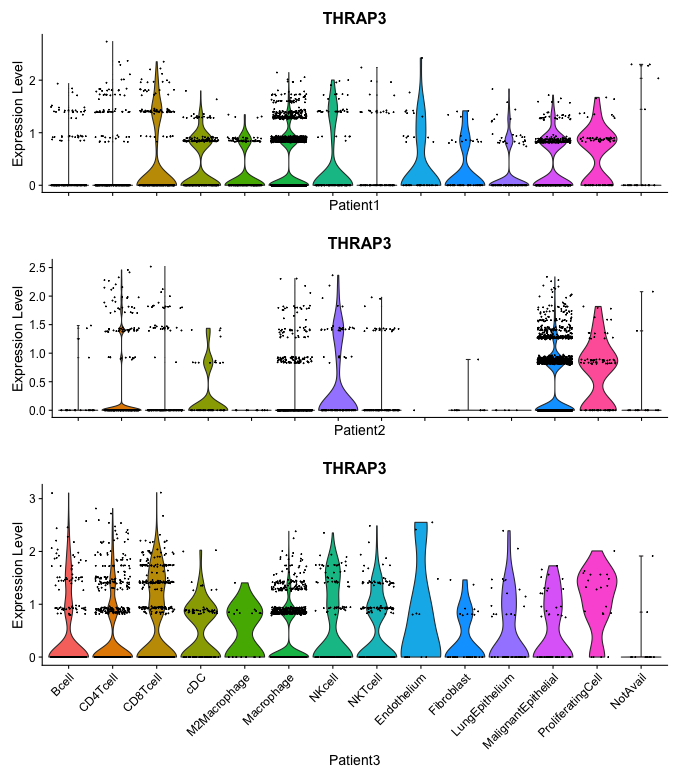 THRAP3
Expression Level
2
1
0
Patient1
THRAP3
Expression Level
2.5
2.0
1.5
1.0
0.5
0.0
Patient2
THRAP3
Expression Level
3
2
1
0
Bcell
CD4Tcell
CD8Tcell
cDC
M2Macrophage
Macrophage
NKcell
NKTcell
Endothelium
Fibroblast
LungEpithelium
MalignantEpithelial
ProliferatingCell
NotAvail
Patient3